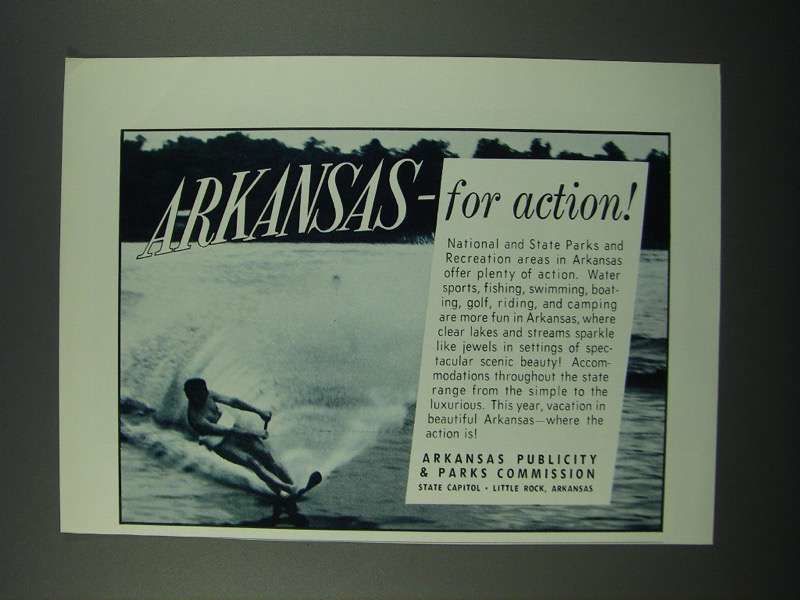 ARKANSAS-for action!
National and State Parks and
Recreation areas in Arkansas
offer plenty of action. Water
sports, fishing, swimming, boat-
ing, golf, riding, and camping
are more fun in Arkansas, where
clear lakes and streams sparkle
like jewels in settings of spec-
tacular scenic beauty! Accom-
modations throughout the state
range from the simple to the
luxurious. This year, vacation in
beautiful Arkansas—where the
action is!
ARKANSAS PUBLICITY
& PARKS COMMISSION
STATE CAPITOL • LITTLE ROCK, ARKANSAS